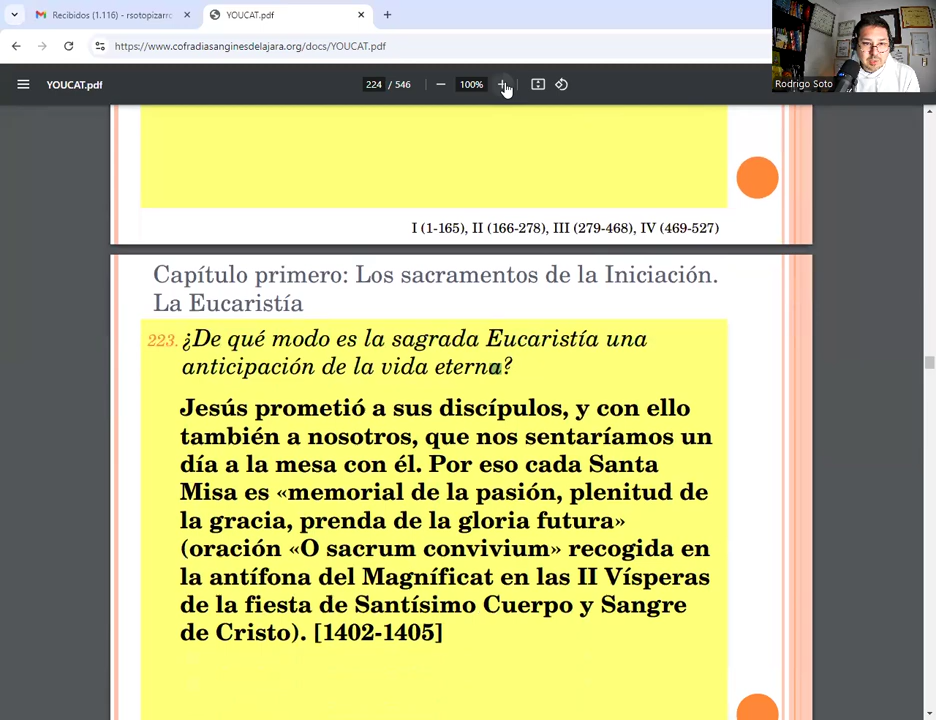 Recibidos (1.116) - rsotopizarro
YOUCAT.pdf
https://www.cofradiasanginesdelajara.org/docs/YOUCAT.pdf
YOUCAT.pdf
224 / 546
100%
Rodrigo Soto
I (1-165), II (166-278), III (279-468), IV (469-527)
Capítulo primero: Los sacramentos de la Iniciación.
La Eucaristía
223. ¿De qué modo es la sagrada Eucaristía una
anticipación de la vida eterna?
Jesús prometió a sus discípulos, y con ello
también a nosotros, que nos sentaríamos un
día a la mesa con él. Por eso cada Santa
Misa es «memorial de la pasión, plenitud de
la gracia, prenda de la gloria futura»
(oración «O sacrum convivium» recogida en
la antífona del Magníficat en las II Vísperas
de la fiesta de Santísimo Cuerpo y Sangre
de Cristo). [1402-1405]